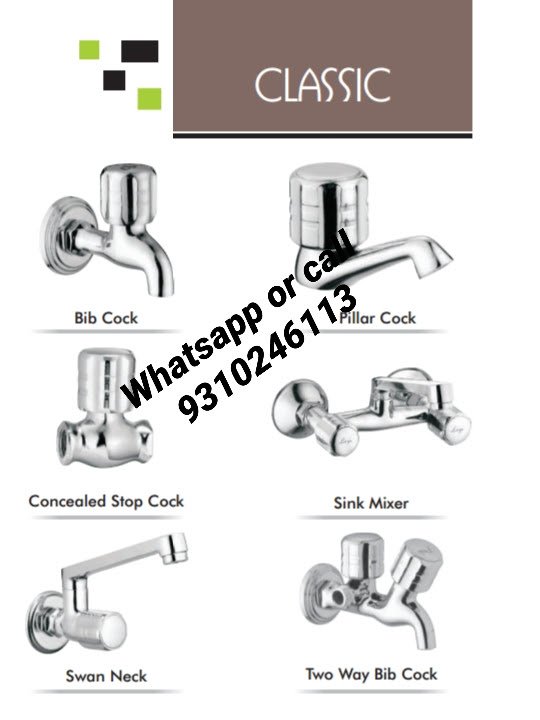 CLASSIC
Bib Cock
Pillar Cock
Whatsapp or call
9310246113
Concealed Stop Cock
Sink Mixer
Swan Neck
Two Way Bib Cock